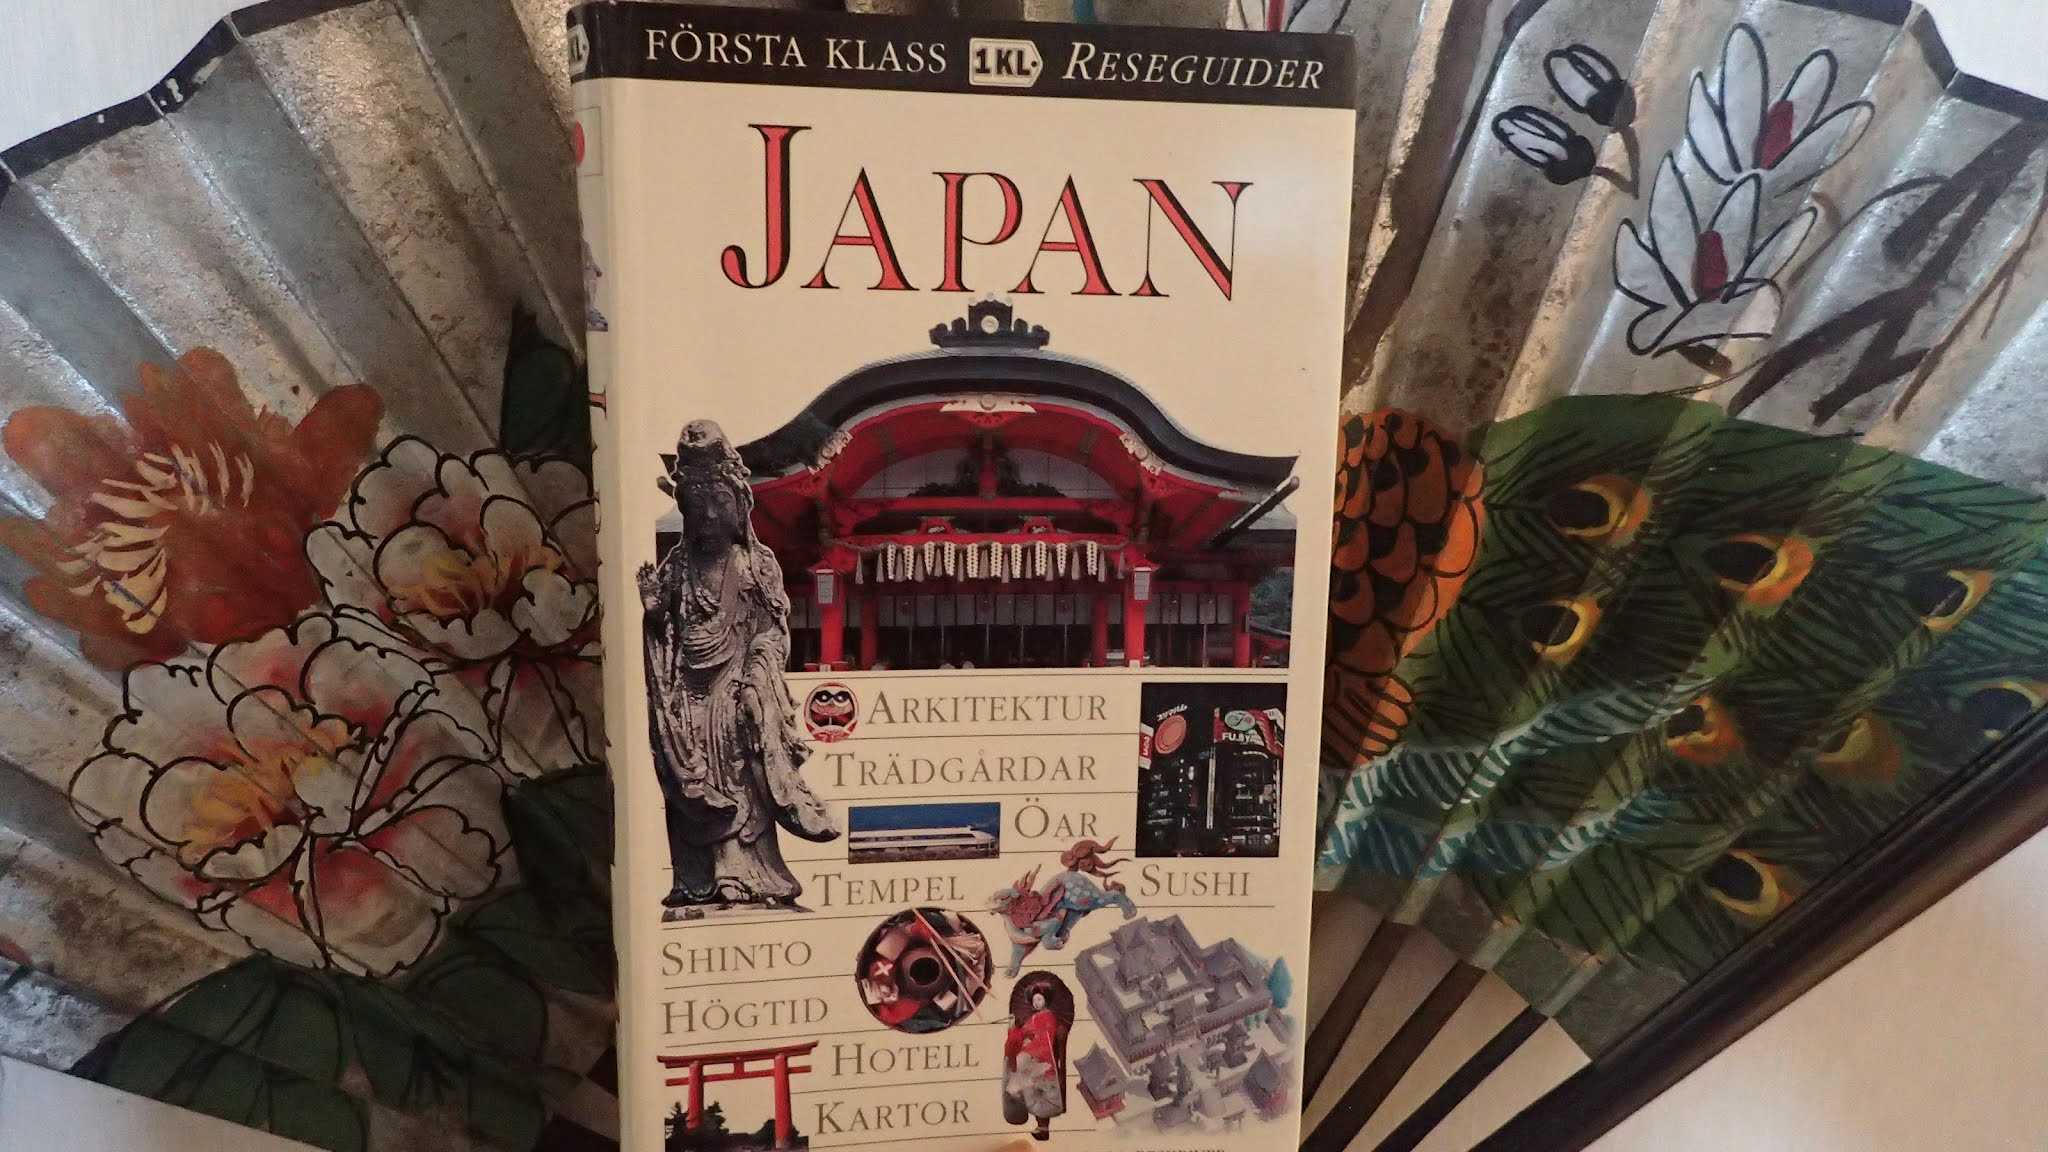 FÖRSTA KLASS 1KL RESEGUIDER
JAPAN
ARKITEKTUR
TRÄDGÅRDAR
ÖAR
TEMPEL
SUSHI
SHINTO
HÖGTID
HOTELL
KARTOR